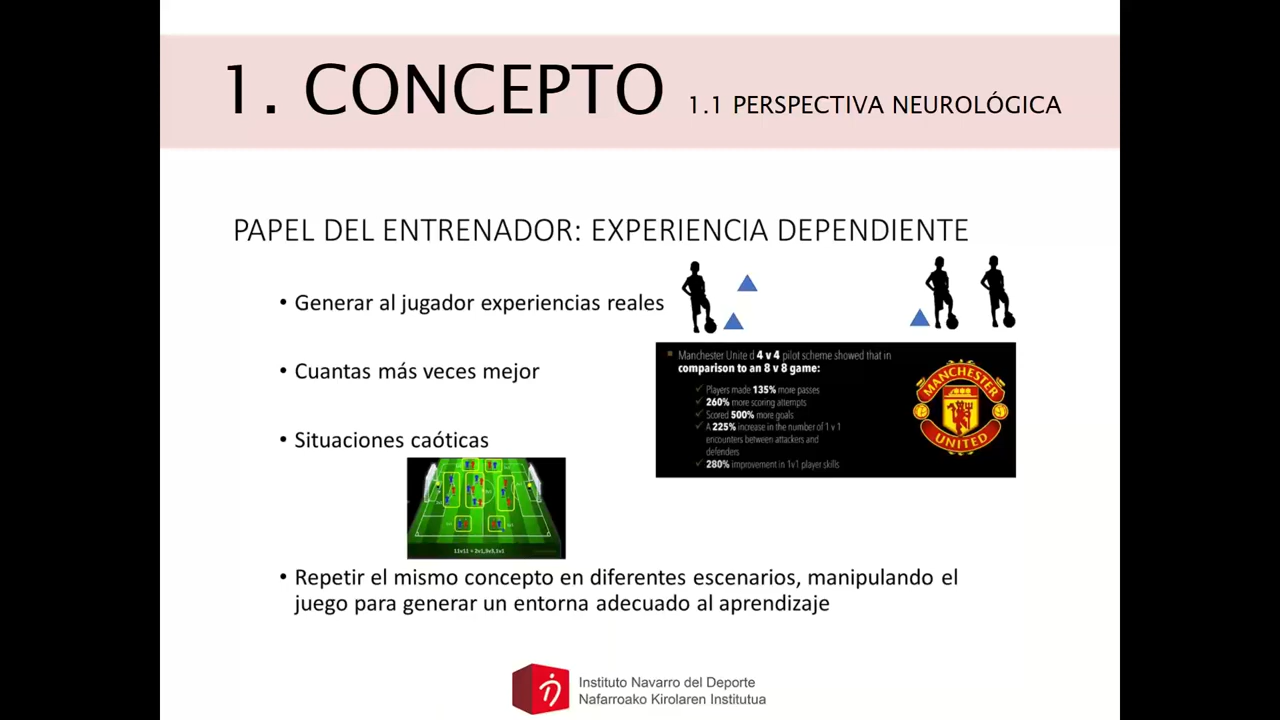 1. CONCEPTO 1.1 PERSPECTIVA NEUROLÓGICA
PAPEL DEL ENTRENADOR: EXPERIENCIA DEPENDIENTE
• Generar al jugador experiencias reales
• Cuantas más veces mejor
Manchester Unite d 4 v 4 pilot scheme showed that in
comparison to an 8 v 8 game:
✓ Players made 135% more passes
✓ 260% more scoring attempts
✓ Scored 500% more goals
✓ A 225% increase in the number of 1 v 1
encounters between attackers and
defenders
✓ 280% improvement in 1v1 player skills
MANCHESTER
UNITED
• Situaciones caóticas
• Repetir el mismo concepto en diferentes escenarios, manipulando el
juego para generar un entorna adecuado al aprendizaje
Instituto Navarro del Deporte
Nafarroako Kirolaren Institutua